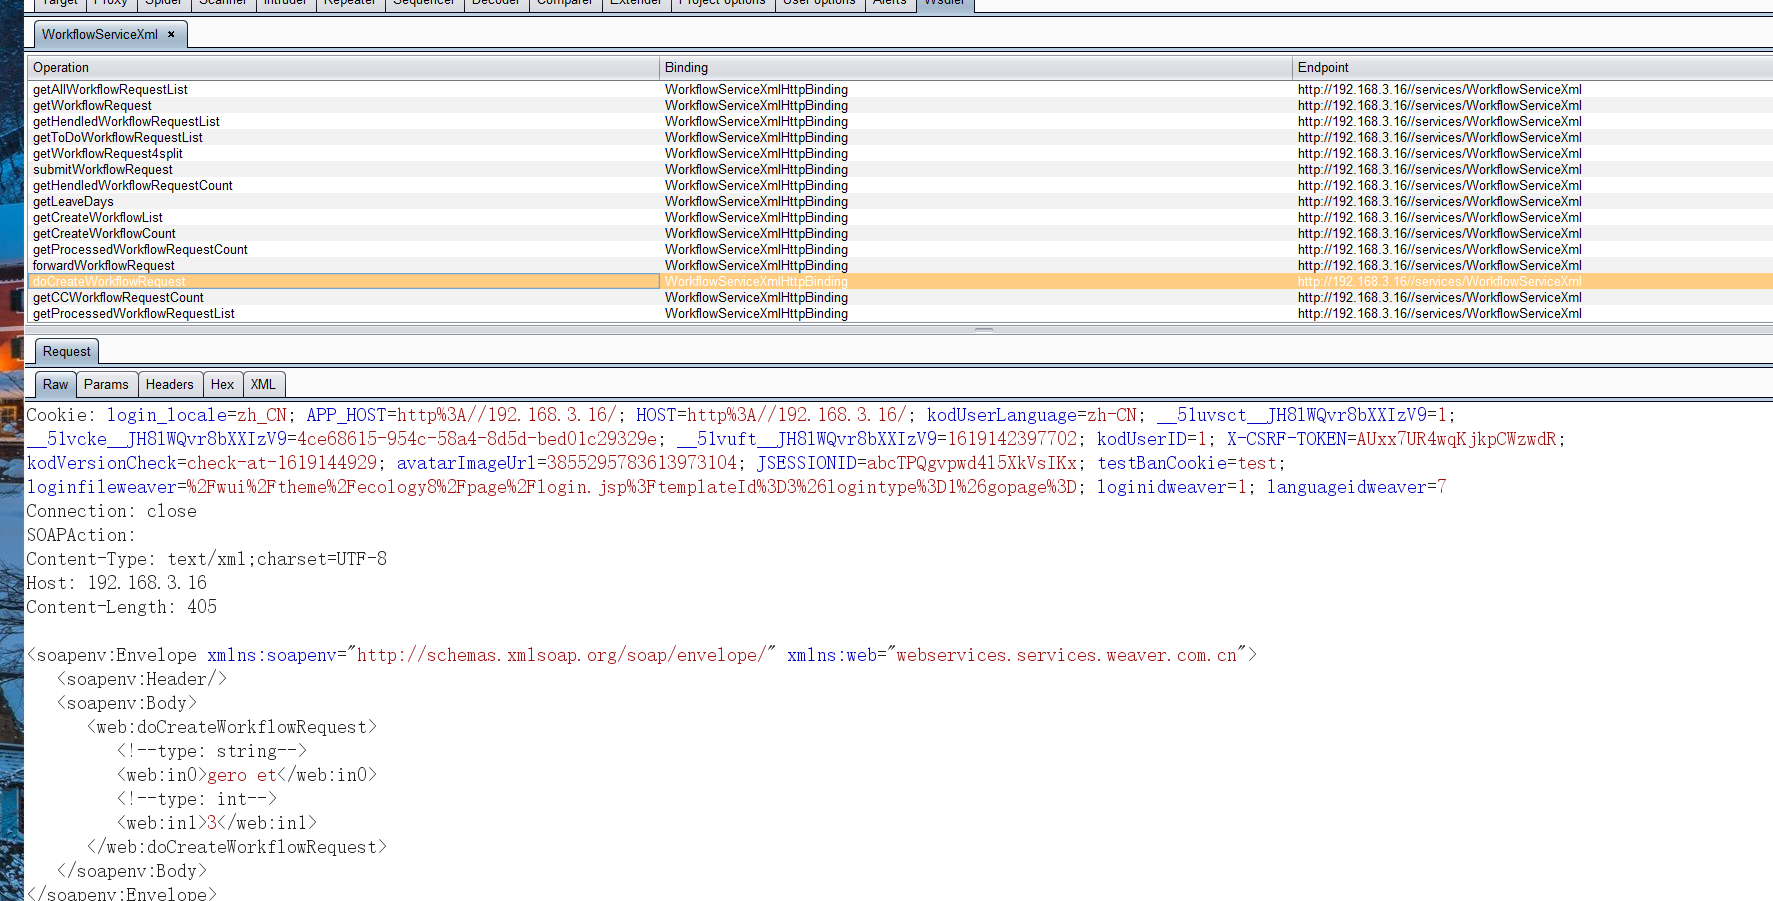 Target Proxy Spider Scanner Intruder Repeater Sequencer Decoder Comparer Extender Project options User options Alerts Wsdler
WorkflowServiceXml ×
Operation Binding Endpoint
getAllWorkflowRequestList WorkflowServiceXmlHttpBinding http://192.168.3.16//services/WorkflowServiceXml
getWorkflowRequest WorkflowServiceXmlHttpBinding http://192.168.3.16//services/WorkflowServiceXml
getHendledWorkflowRequestList WorkflowServiceXmlHttpBinding http://192.168.3.16//services/WorkflowServiceXml
getToDoWorkflowRequestList WorkflowServiceXmlHttpBinding http://192.168.3.16//services/WorkflowServiceXml
getWorkflowRequest4split WorkflowServiceXmlHttpBinding http://192.168.3.16//services/WorkflowServiceXml
submitWorkflowRequest WorkflowServiceXmlHttpBinding http://192.168.3.16//services/WorkflowServiceXml
getHendledWorkflowRequestCount WorkflowServiceXmlHttpBinding http://192.168.3.16//services/WorkflowServiceXml
getLeaveDays WorkflowServiceXmlHttpBinding http://192.168.3.16//services/WorkflowServiceXml
getCreateWorkflowList WorkflowServiceXmlHttpBinding http://192.168.3.16//services/WorkflowServiceXml
getCreateWorkflowCount WorkflowServiceXmlHttpBinding http://192.168.3.16//services/WorkflowServiceXml
getProcessedWorkflowRequestCount WorkflowServiceXmlHttpBinding http://192.168.3.16//services/WorkflowServiceXml
forwardWorkflowRequest WorkflowServiceXmlHttpBinding http://192.168.3.16//services/WorkflowServiceXml
doCreateWorkflowRequest WorkflowServiceXmlHttpBinding http://192.168.3.16//services/WorkflowServiceXml
getCCWorkflowRequestCount WorkflowServiceXmlHttpBinding http://192.168.3.16//services/WorkflowServiceXml
getProcessedWorkflowRequestList WorkflowServiceXmlHttpBinding http://192.168.3.16//services/WorkflowServiceXml
Request
Raw Params Headers Hex XML
Cookie: login_locale=zh_CN; APP_HOST=http%3A//192.168.3.16/; HOST=http%3A//192.168.3.16/; kodUserLanguage=zh-CN; __51uvsct__JH81WQvr8bXXIzV9=1;
__51vcke__JH81WQvr8bXXIzV9=4ce68615-954c-58a4-8d5d-bed01c29329e; __51vuft__JH81WQvr8bXXIzV9=1619142397702; kodUserID=1; X-CSRF-TOKEN=AUxx7UR4wqKjkpCWzwdR;
kodVersionCheck=check-at-1619144929; avatarImageUrl=3855295783613973104; JSESSIONID=abcTPQgvpwd4l5XkVsIKx; testBanCookie=test;
loginfileweaver=%2Fwui%2Ftheme%2Fecology8%2Fpage%2Flogin.jsp%3FtemplateId%3D3%26logintype%3D1%26gopage%3D; loginidweaver=1; languageidweaver=7
Connection: close
SOAPAction:
Content-Type: text/xml;charset=UTF-8
Host: 192.168.3.16
Content-Length: 405
<soapenv:Envelope xmlns:soapenv="http://schemas.xmlsoap.org/soap/envelope/" xmlns:web="webservices.services.weaver.com.cn">
<soapenv:Header/>
<soapenv:Body>
<web:doCreateWorkflowRequest>
<!--type: string-->
<web:in0>gero et</web:in0>
<!--type: int-->
<web:in1>3</web:in1>
</web:doCreateWorkflowRequest>
</soapenv:Body>
</soapenv:Envelope>